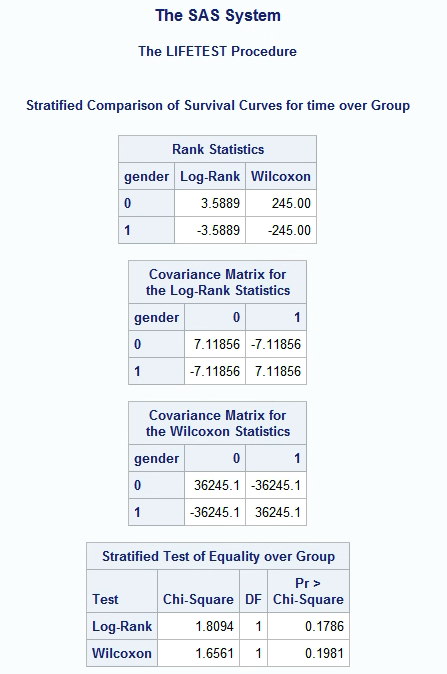 The SAS System
The LIFETEST Procedure
Stratified Comparison of Survival Curves for time over Group
Rank Statistics
gender Log-Rank Wilcoxon
0 3.5889 245.00
1 -3.5889 -245.00
Covariance Matrix for
the Log-Rank Statistics
gender 0 1
0 7.11856 -7.11856
1 -7.11856 7.11856
Covariance Matrix for
the Wilcoxon Statistics
gender 0 1
0 36245.1 -36245.1
1 -36245.1 36245.1
Stratified Test of Equality over Group
Pr >
Test Chi-Square DF Chi-Square
Log-Rank 1.8094 1 0.1786
Wilcoxon 1.6561 1 0.1981